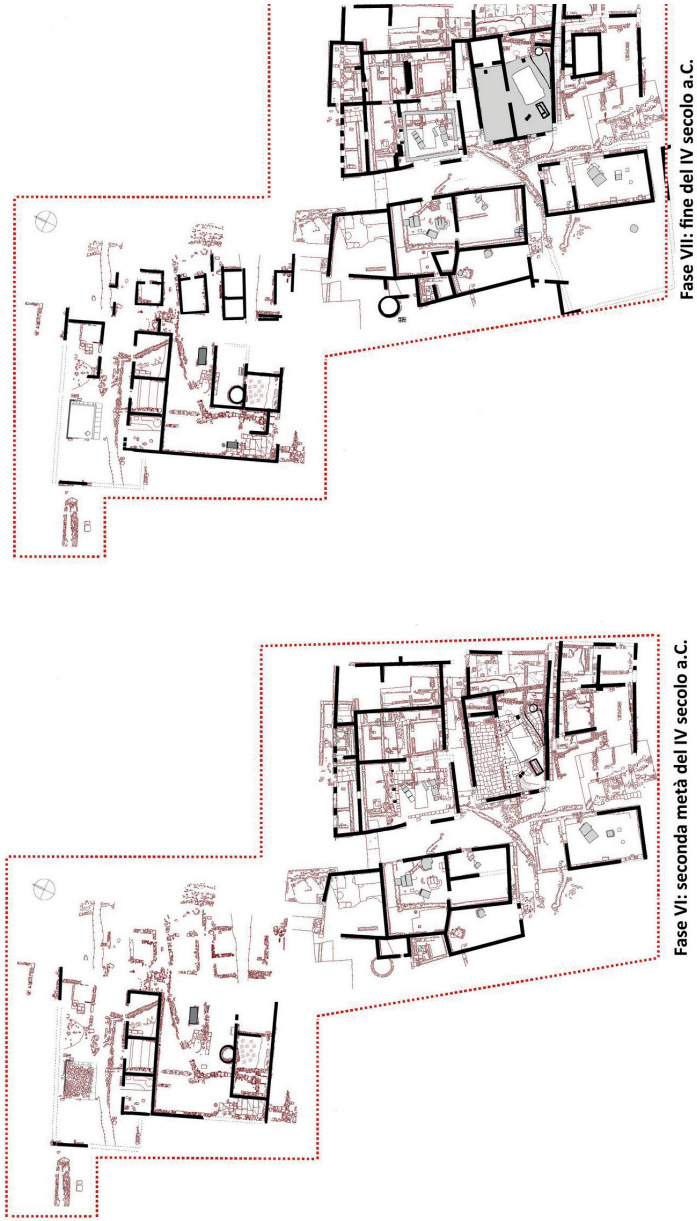 Fase VII: fine del IV secolo a.C.
Fase VI: seconda metà del IV secolo a.C.